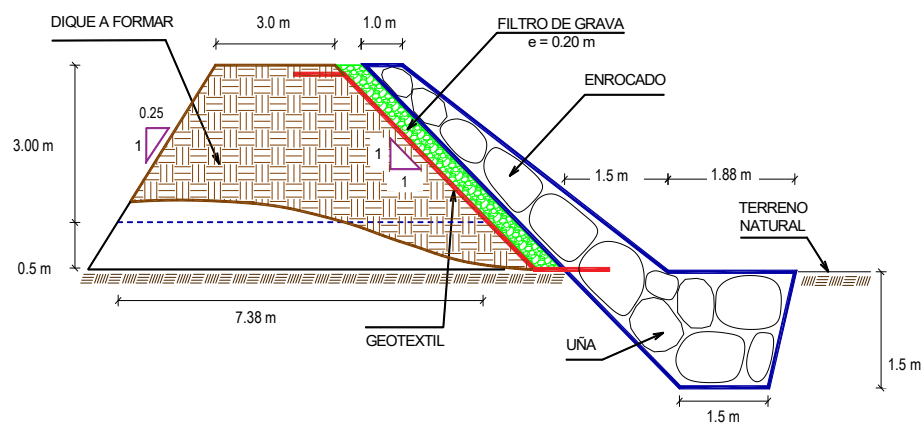 DIQUE A FORMAR
3.0 m
1.0 m
FILTRO DE GRAVA
e = 0.20 m
ENROCADO
0.25
1
3.00 m
1
1
1.5 m
1.88 m
TERRENO
NATURAL
0.5 m
7.38 m
GEOTEXTIL
UÑA
1.5 m
1.5 m